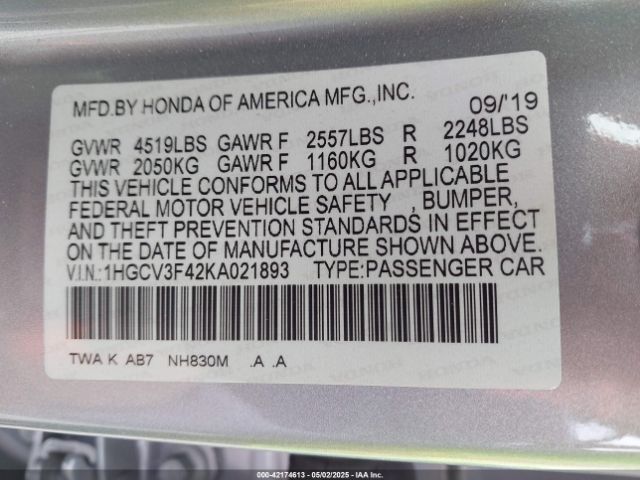 MFD.BY HONDA OF AMERICA MFG.,INC. 09/'19
GVWR 4519LBS GAWR F 2557LBS R 2248LBS
GVWR 2050KG GAWR F 1160KG R 1020KG
THIS VEHICLE CONFORMS TO ALL APPLICABLE
FEDERAL MOTOR VEHICLE SAFETY , BUMPER,
AND THEFT PREVENTION STANDARDS IN EFFECT
ON THE DATE OF MANUFACTURE SHOWN ABOVE.
V.I.N.:1HGCV3F42KA021893 TYPE:PASSENGER CAR
TWA K AB7 NH830M .A .A
000-42174613 - 05/02/2025 - IAA Inc.